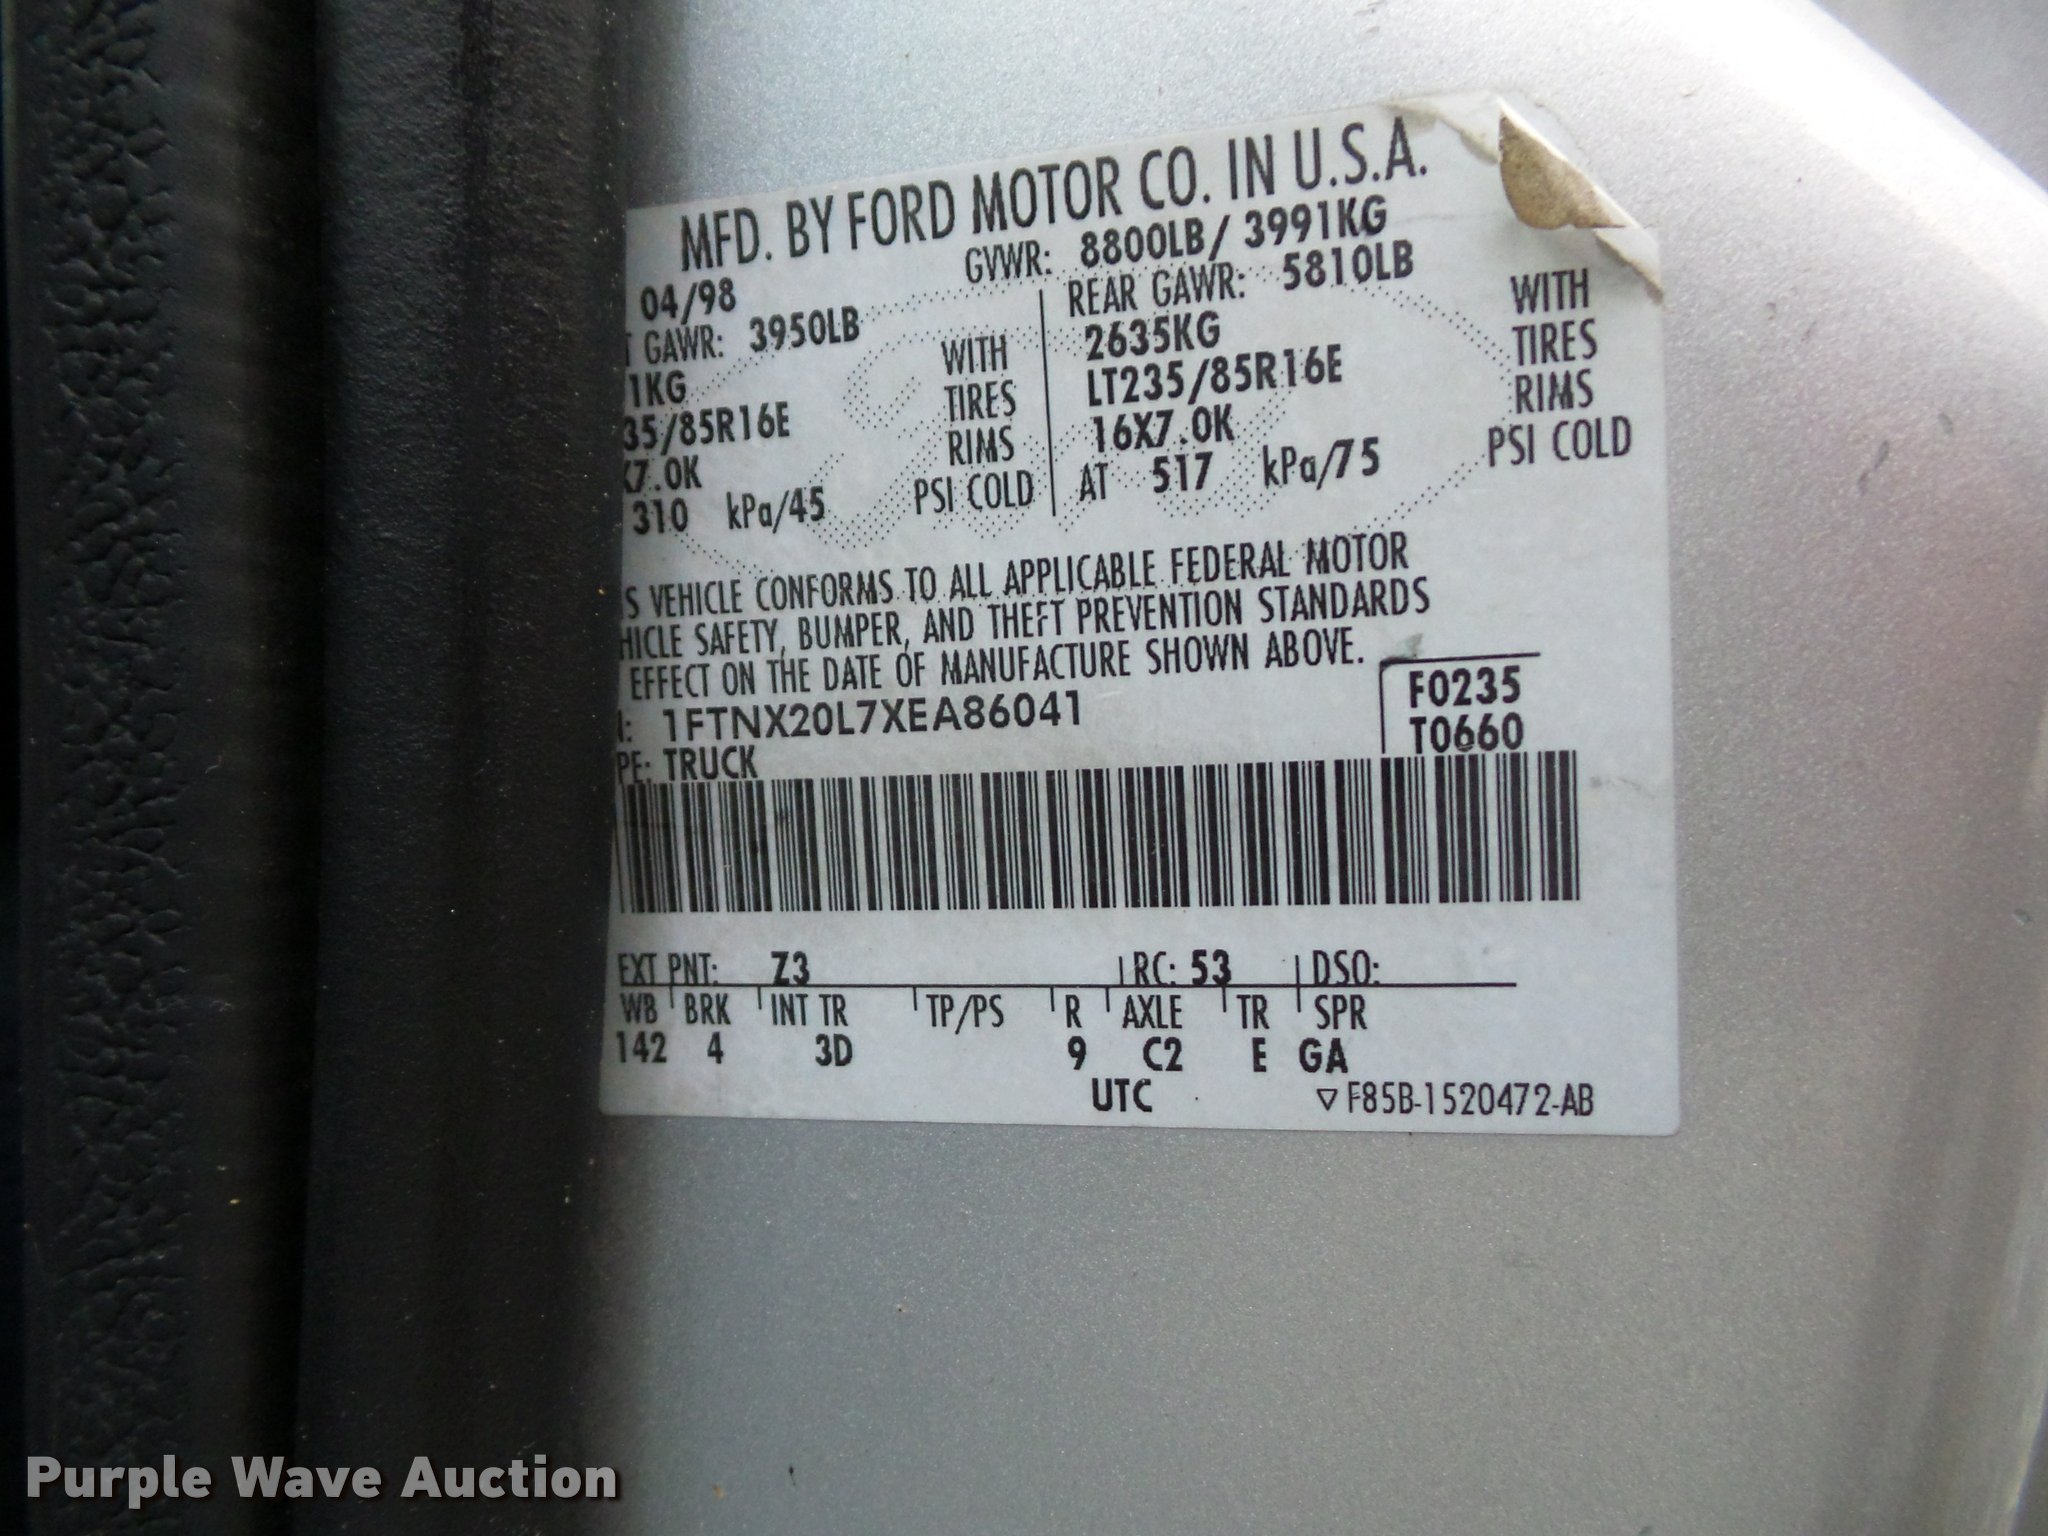 MFD. BY FORD MOTOR CO. IN U.S.A.
04/98 GVWR: 8800LB/ 3991KG
T GAWR: 3950LB REAR GAWR: 5810LB
1KG WITH 2635KG WITH
35/85R16E TIRES LT235/85R16E TIRES
X7.0K RIMS 16X7.0K RIMS
310 kPa/45 PSI COLD AT 517 kPa/75 PSI COLD
S VEHICLE CONFORMS TO ALL APPLICABLE FEDERAL MOTOR
HICLE SAFETY, BUMPER, AND THEFT PREVENTION STANDARDS
EFFECT ON THE DATE OF MANUFACTURE SHOWN ABOVE.
N: 1FTNX20L7XEA86041 F0235
PE: TRUCK T0660
EXT PNT: Z3 RC: 53 DSO:
WB BRK INT TR TP/PS R AXLE TR SPR
142 4 3D 9 C2 E GA
UTC ▽ F85B-1520472-AB
Purple Wave Auction